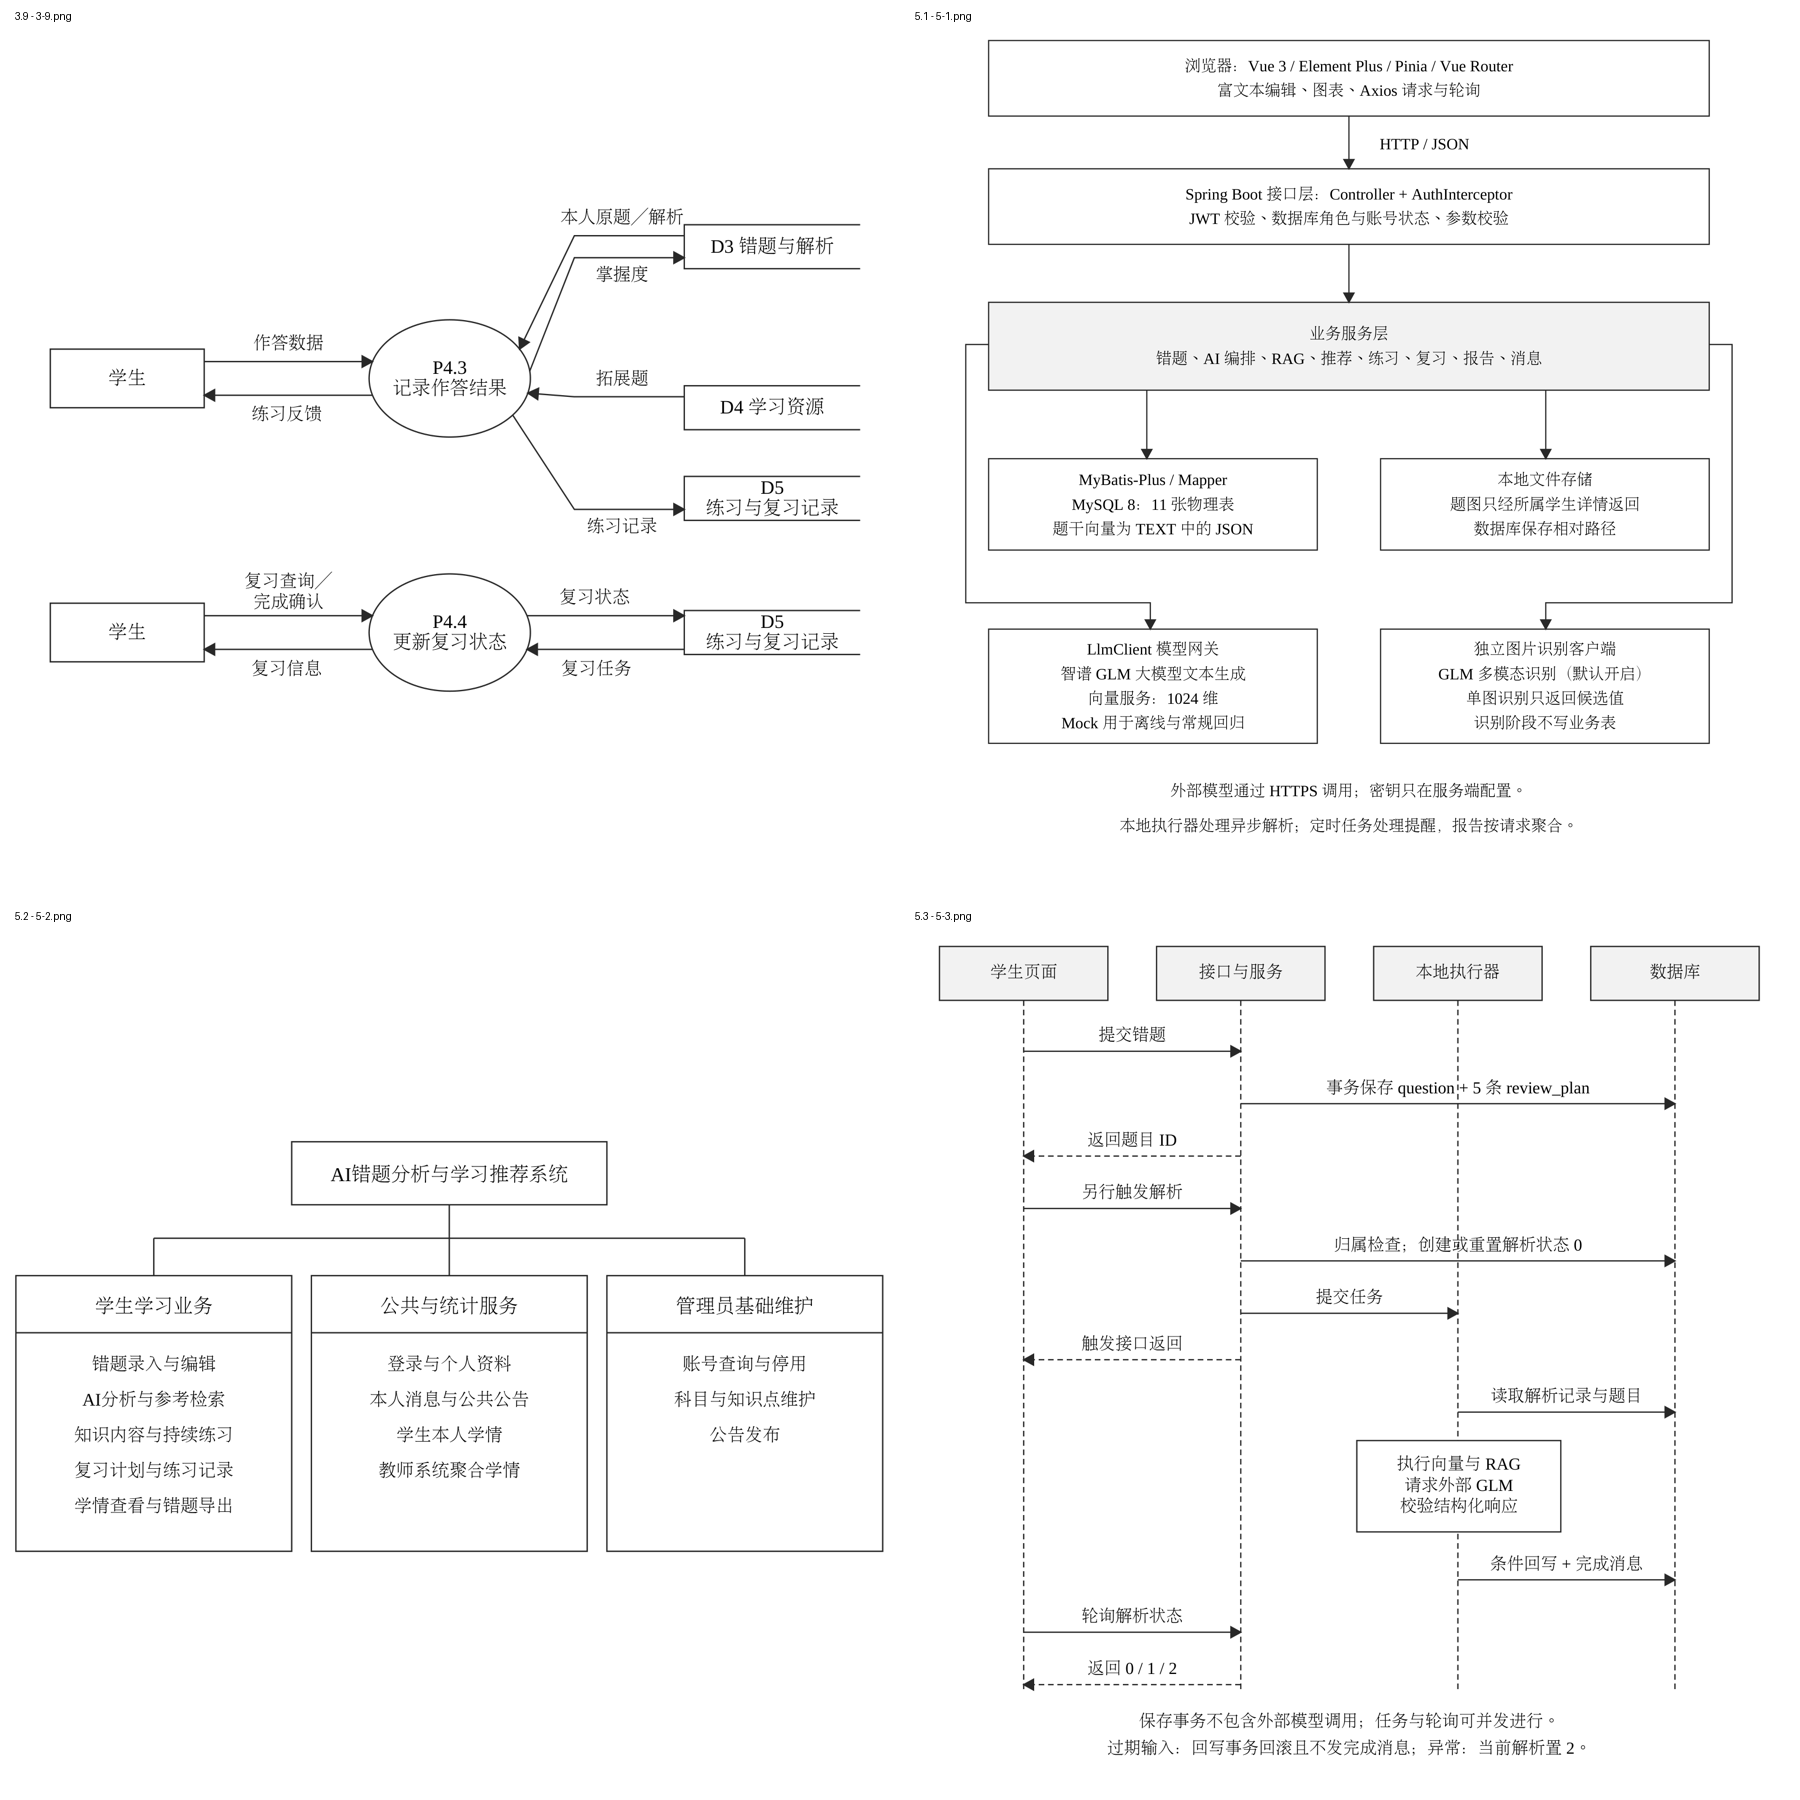 3.9 - 3-9.png
本人原题／解析
D3 错题与解析
掌握度
作答数据
学生
P4.3
记录作答结果
练习反馈
拓展题
D4 学习资源
D5
练习与复习记录
练习记录
复习查询／
完成确认
学生
P4.4
更新复习状态
复习信息
复习状态
D5
练习与复习记录
复习任务
5.1 - 5-1.png
浏览器：Vue 3 / Element Plus / Pinia / Vue Router
富文本编辑、图表、Axios 请求与轮询
HTTP / JSON
Spring Boot 接口层：Controller + AuthInterceptor
JWT 校验、数据库角色与账号状态、参数校验
业务服务层
错题、AI 编排、RAG、推荐、练习、复习、报告、消息
MyBatis-Plus / Mapper
MySQL 8：11 张物理表
题干向量为 TEXT 中的 JSON
本地文件存储
题图只经所属学生详情返回
数据库保存相对路径
LlmClient 模型网关
智谱 GLM 大模型文本生成
向量服务：1024 维
Mock 用于离线与常规回归
独立图片识别客户端
GLM 多模态识别（默认开启）
单图识别只返回候选值
识别阶段不写业务表
外部模型通过 HTTPS 调用；密钥只在服务端配置。
本地执行器处理异步解析；定时任务处理提醒，报告按请求聚合。
5.2 - 5-2.png
AI错题分析与学习推荐系统
学生学习业务
错题录入与编辑
AI分析与参考检索
知识内容与持续练习
复习计划与练习记录
学情查看与错题导出
公共与统计服务
登录与个人资料
本人消息与公共公告
学生本人学情
教师系统聚合学情
管理员基础维护
账号查询与停用
科目与知识点维护
公告发布
5.3 - 5-3.png
学生页面
接口与服务
本地执行器
数据库
提交错题
事务保存 question + 5 条 review_plan
返回题目 ID
另行触发解析
归属检查；创建或重置解析状态 0
提交任务
触发接口返回
读取解析记录与题目
执行向量与 RAG
请求外部 GLM
校验结构化响应
条件回写 + 完成消息
轮询解析状态
返回 0 / 1 / 2
保存事务不包含外部模型调用；任务与轮询可并发进行。
过期输入：回写事务回滚且不发完成消息；异常：当前解析置 2。